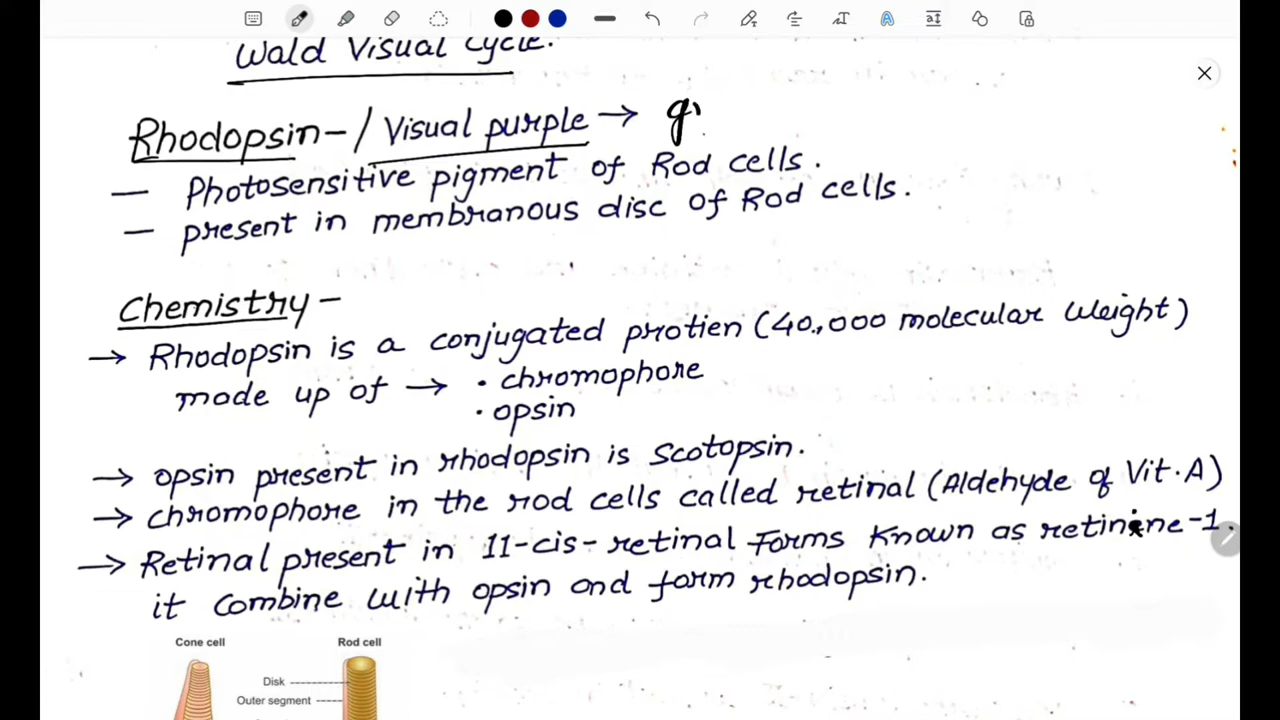 Wald Visual Cycle.
Rhodopsin- / Visual purple →
— Photosensitive pigment of Rod cells.
— present in membranous disc of Rod cells.
Chemistry -
→ Rhodopsin is a conjugated protien (40,000 molecular weight)
made up of → • chromophore
• opsin
→ opsin present in rhodopsin is scotopsin.
→ chromophore in the rod cells called retinal (Aldehyde of Vit.A)
→ Retinal present in 11-cis-retinal forms known as retinene-1.
it combine with opsin and form rhodopsin.
Cone cell
Rod cell
Disk
Outer segment